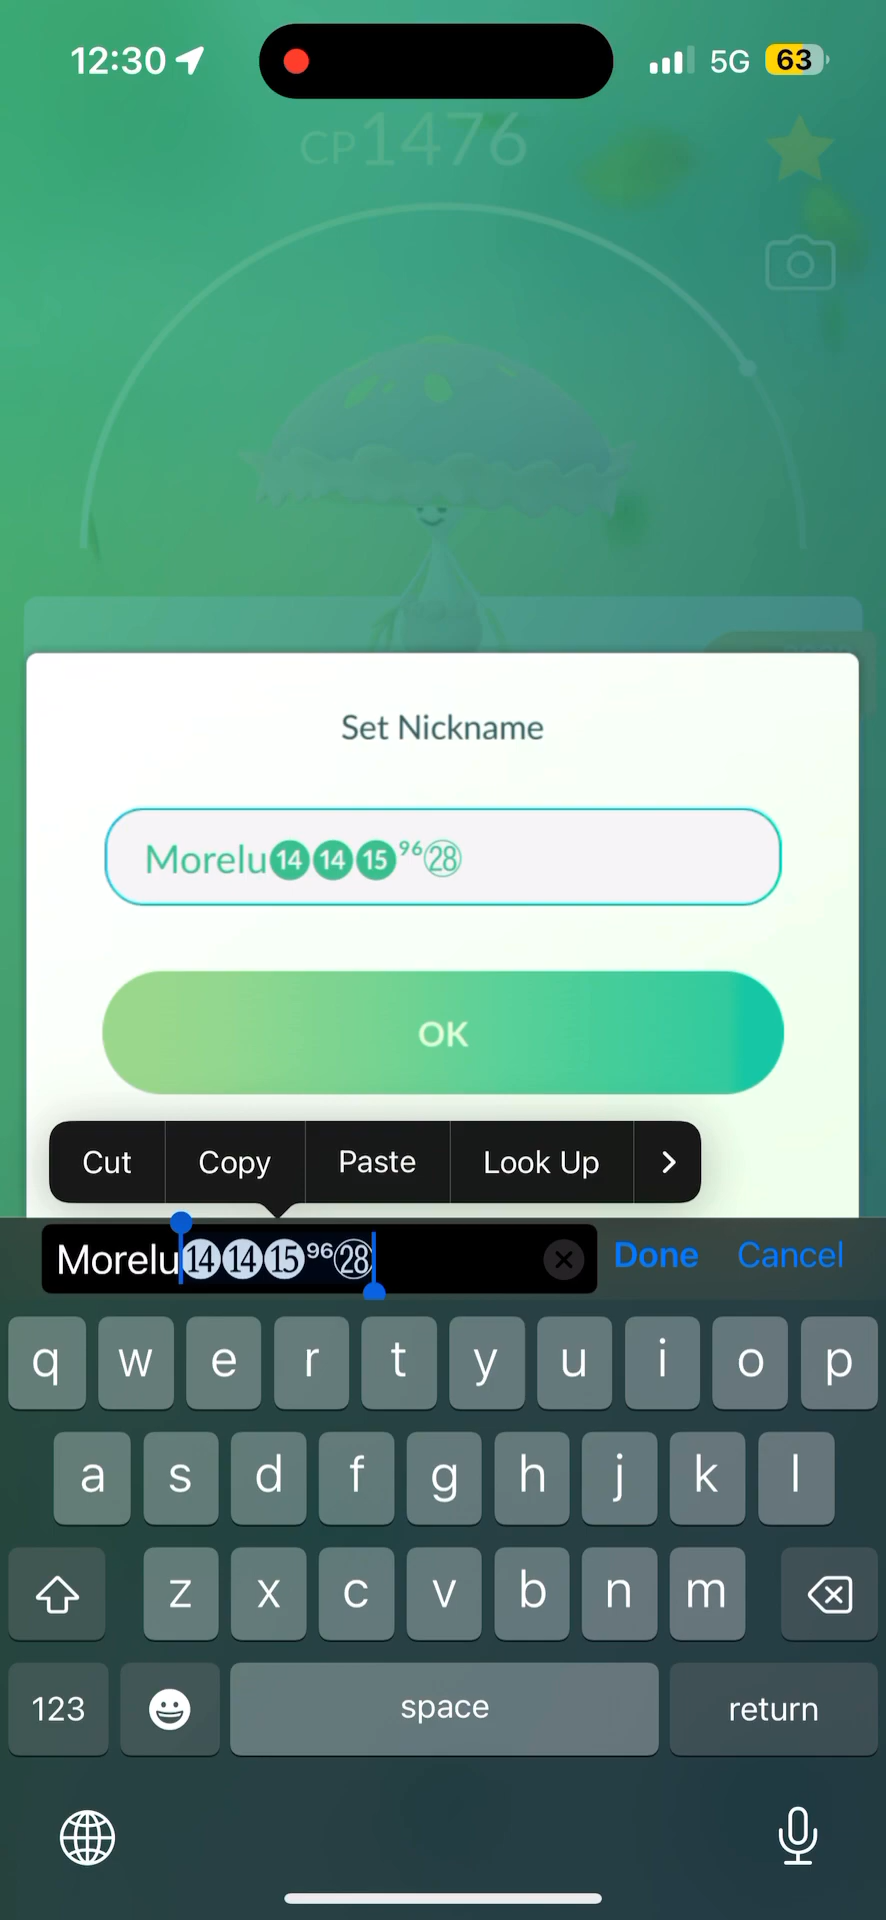 12:30
5G
63
CP1476
Set Nickname
Morelu⓮⓮⓯⁹⁶㉘
OK
Cut Copy Paste Look Up
Morelu⓮⓮⓯⁹⁶㉘
Done Cancel
q w e r t y u i o p
a s d f g h j k l
z x c v b n m
123 space return